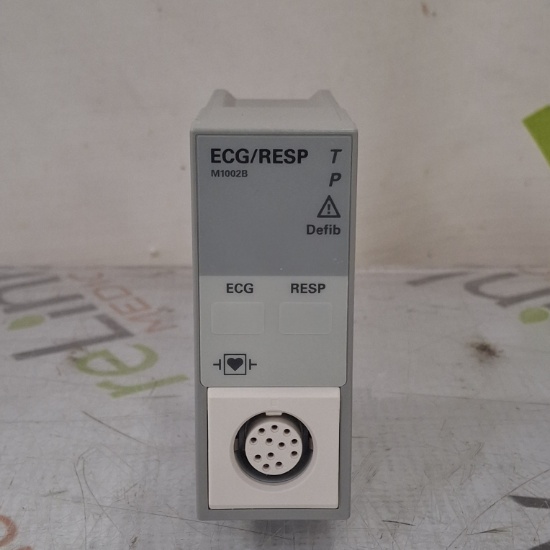 ECG/RESP T
M1002B P
Defib
ECG RESP